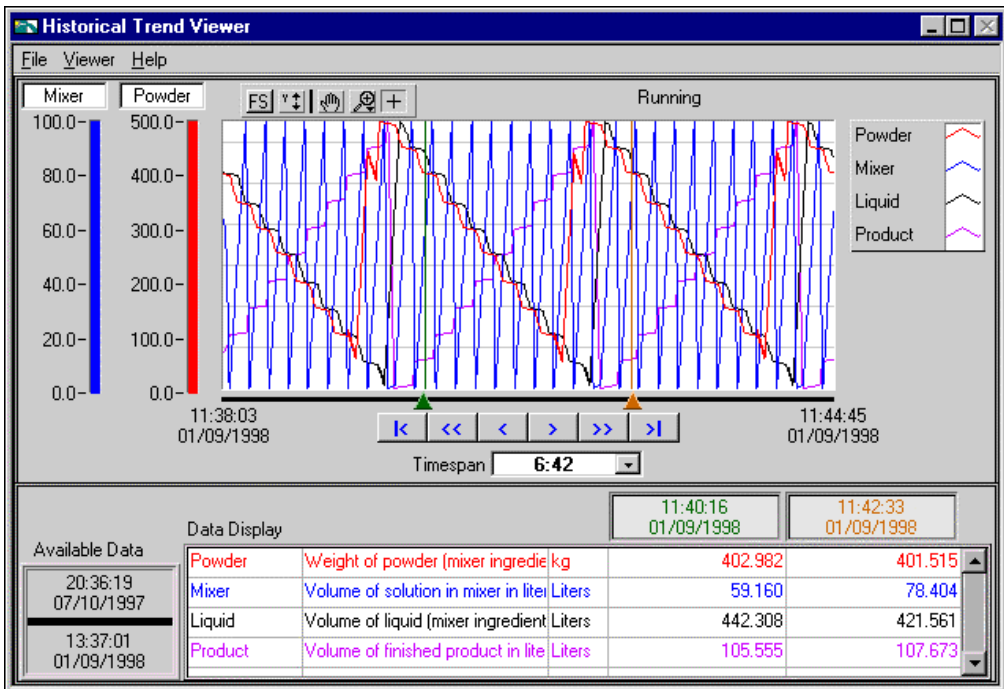 Historical Trend Viewer
File Viewer Help
Mixer Powder
FS Y
Running
100.0
80.0
60.0
40.0
20.0
0.0
500.0
400.0
300.0
200.0
100.0
0.0
Powder
Mixer
Liquid
Product
11:38:03
01/09/1998
|< << < > >> >|
11:44:45
01/09/1998
Timespan 6:42
Available Data
20:36:19
07/10/1997
13:37:01
01/09/1998
Data Display
11:40:16
01/09/1998
11:42:33
01/09/1998
Powder Weight of powder (mixer ingredie kg 402.982 401.515
Mixer Volume of solution in mixer in liter Liters 59.160 78.404
Liquid Volume of liquid (mixer ingredient Liters 442.308 421.561
Product Volume of finished product in lite Liters 105.555 107.673